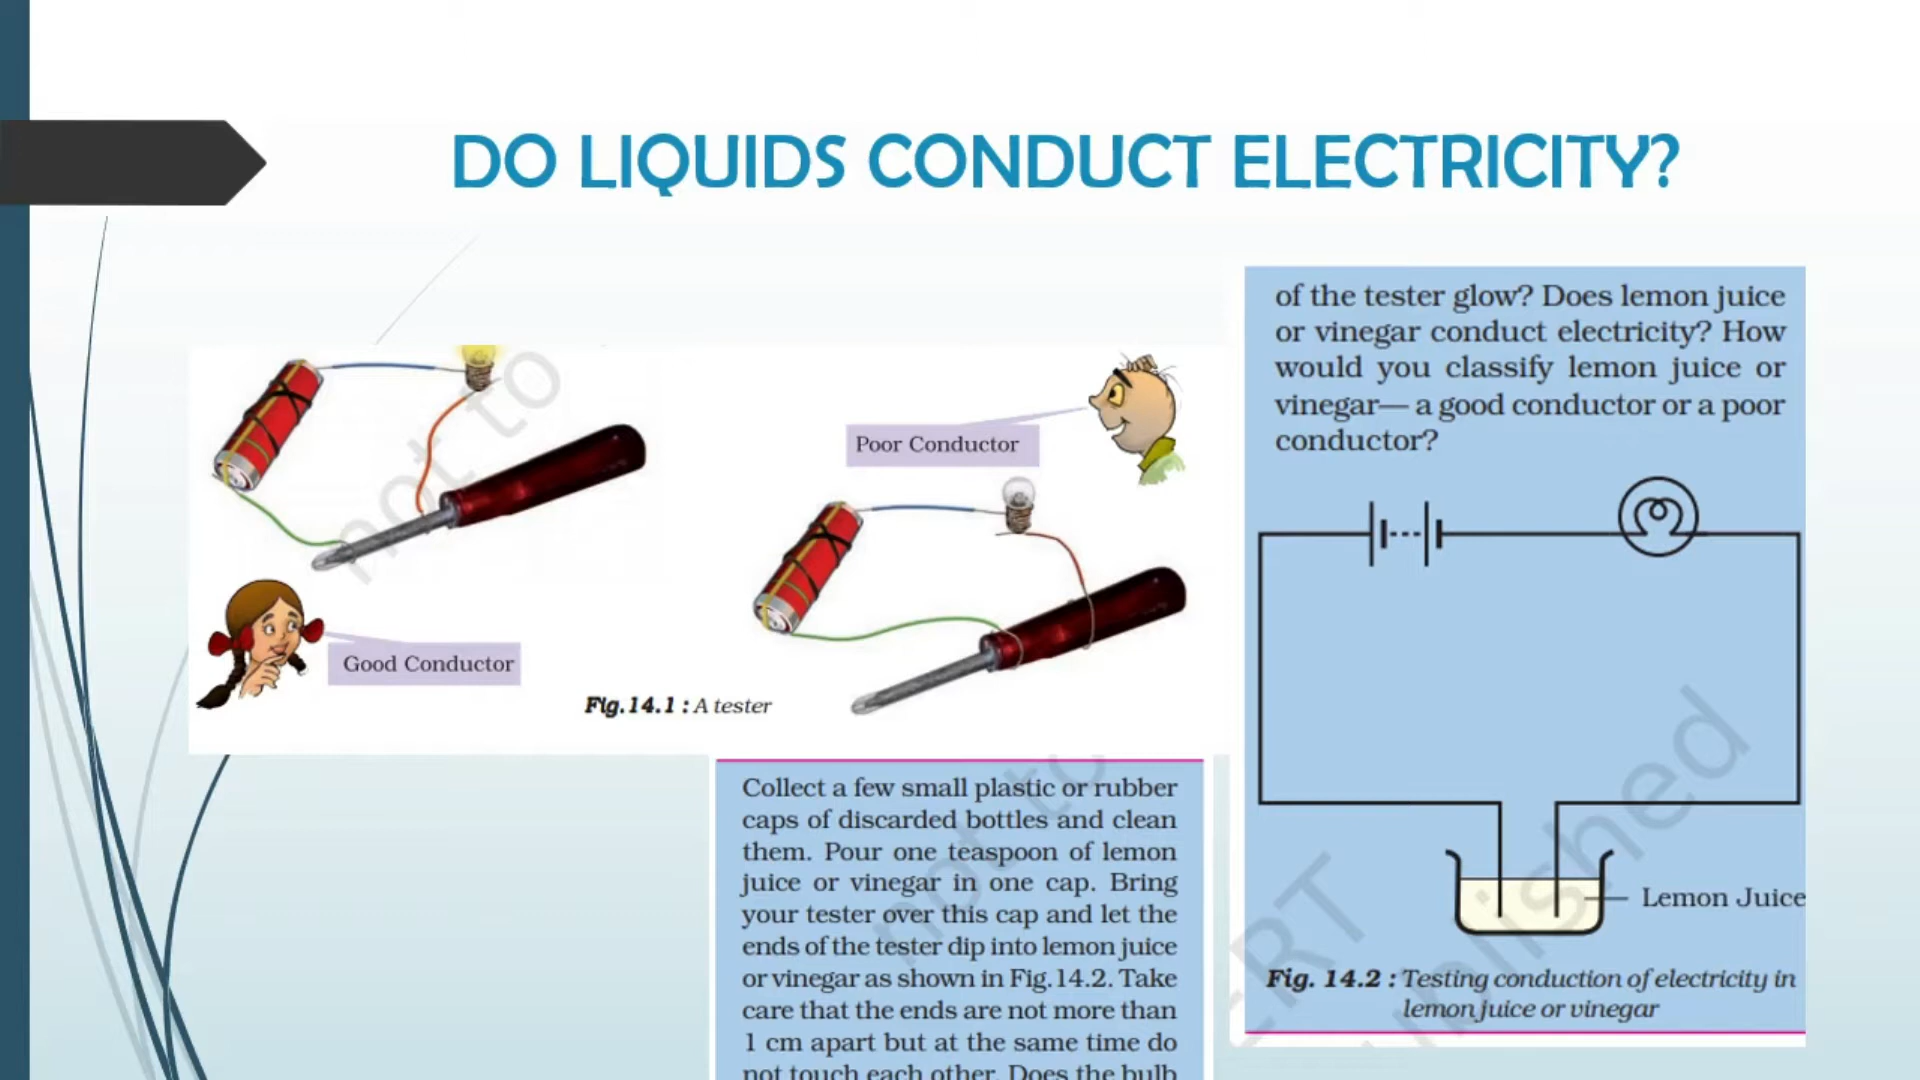 DO LIQUIDS CONDUCT ELECTRICITY?
not to
Poor Conductor
Good Conductor
Fig.14.1 : A tester
Collect a few small plastic or rubber
caps of discarded bottles and clean
them. Pour one teaspoon of lemon
juice or vinegar in one cap. Bring
your tester over this cap and let the
ends of the tester dip into lemon juice
or vinegar as shown in Fig.14.2. Take
care that the ends are not more than
1 cm apart but at the same time do
not touch each other. Does the bulb
not to
of the tester glow? Does lemon juice
or vinegar conduct electricity? How
would you classify lemon juice or
vinegar— a good conductor or a poor
conductor?
Lemon Juice
Fig. 14.2 : Testing conduction of electricity in
lemon juice or vinegar